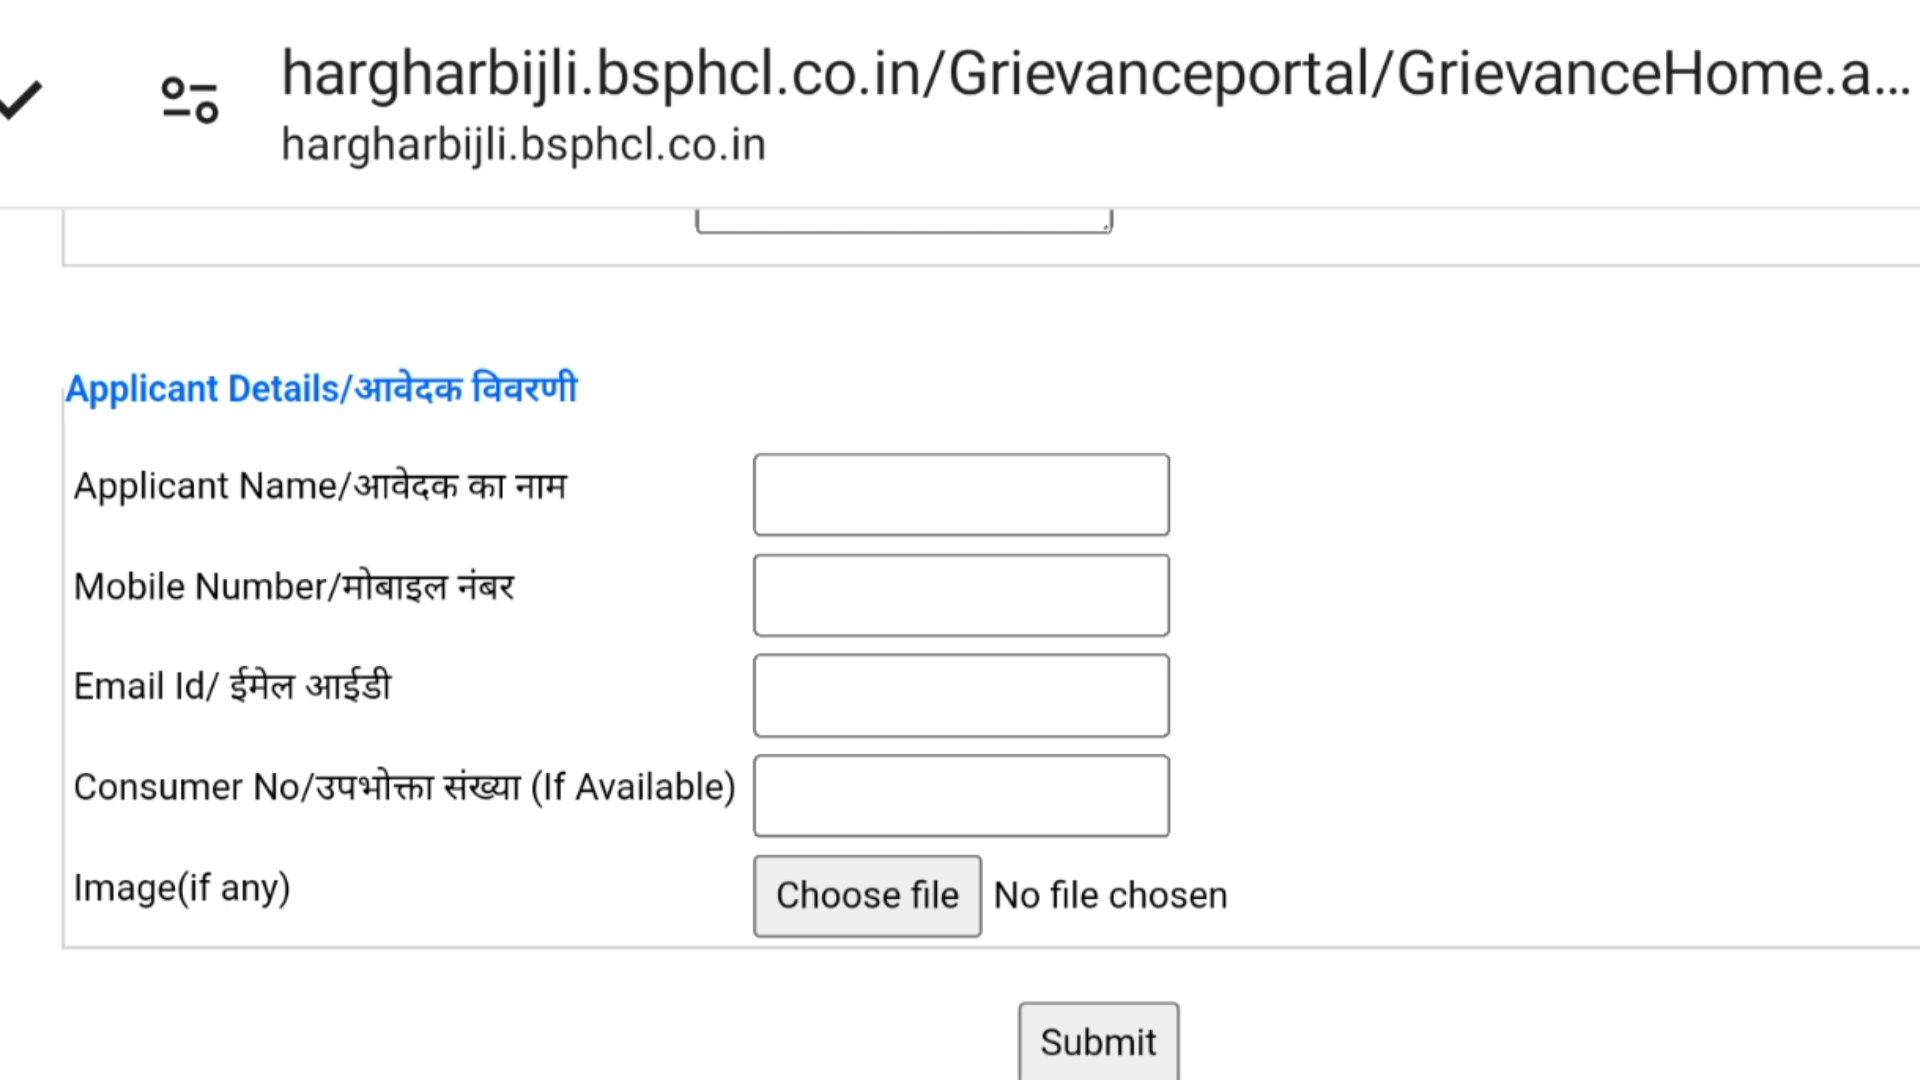 hargharbijli.bsphcl.co.in/Grievanceportal/GrievanceHome.a...
hargharbijli.bsphcl.co.in
Applicant Details/आवेदक विवरणी
Applicant Name/आवेदक का नाम
Mobile Number/मोबाइल नंबर
Email Id/ ईमेल आईडी
Consumer No/उपभोक्ता संख्या (If Available)
Image(if any) Choose file No file chosen
Submit